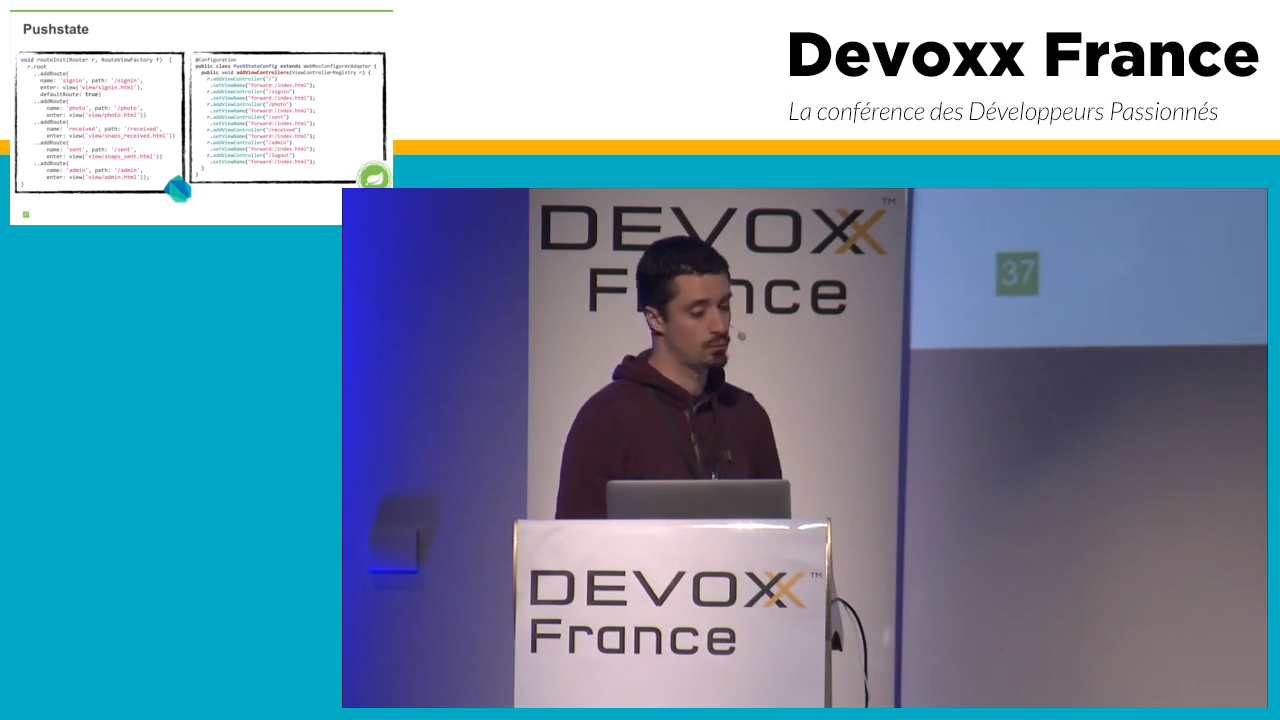 Pushstate
void routeInit(Router r, RouteViewFactory f) {
r.root
..addRoute(
name: 'signin', path: '/signin',
enter: view('view/signin.html'),
defaultRoute: true)
..addRoute(
name: 'photo', path: '/photo',
enter: view('view/photo.html'))
..addRoute(
name: 'received', path: '/received',
enter: view('view/snaps_received.html'))
..addRoute(
name: 'sent', path: '/sent',
enter: view('view/snaps_sent.html'))
..addRoute(
name: 'admin', path: '/admin',
enter: view('view/admin.html'));
}
@Configuration
public class PushStateConfig extends WebMvcConfigurerAdapter {
public void addViewControllers(ViewControllerRegistry r) {
r.addViewController("/")
.setViewName("forward:/index.html");
r.addViewController("/signin")
.setViewName("forward:/index.html");
r.addViewController("/photo")
.setViewName("forward:/index.html");
r.addViewController("/sent")
.setViewName("forward:/index.html");
r.addViewController("/received")
.setViewName("forward:/index.html");
r.addViewController("/admin")
.setViewName("forward:/index.html");
r.addViewController("/logout")
.setViewName("forward:/index.html");
}
}
37
Devoxx France
La conférence des Développeurs Passionnés
DEVOXX™
France
37
DEVOXX™
France